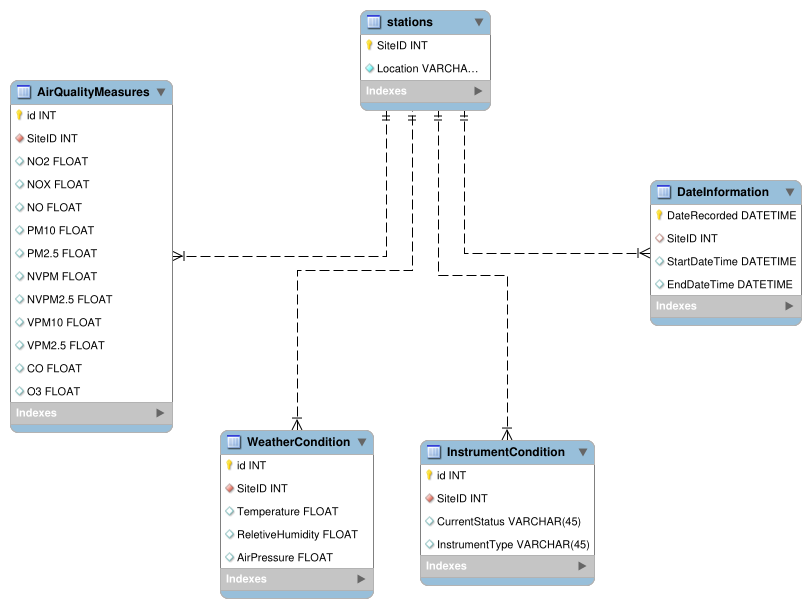 stations
SiteID INT
Location VARCHA...
Indexes
AirQualityMeasures
id INT
SiteID INT
NO2 FLOAT
NOX FLOAT
NO FLOAT
PM10 FLOAT
PM2.5 FLOAT
NVPM FLOAT
NVPM2.5 FLOAT
VPM10 FLOAT
VPM2.5 FLOAT
CO FLOAT
O3 FLOAT
Indexes
DateInformation
DateRecorded DATETIME
SiteID INT
StartDateTime DATETIME
EndDateTime DATETIME
Indexes
WeatherCondition
id INT
SiteID INT
Temperature FLOAT
ReletiveHumidity FLOAT
AirPressure FLOAT
Indexes
InstrumentCondition
id INT
SiteID INT
CurrentStatus VARCHAR(45)
InstrumentType VARCHAR(45)
Indexes